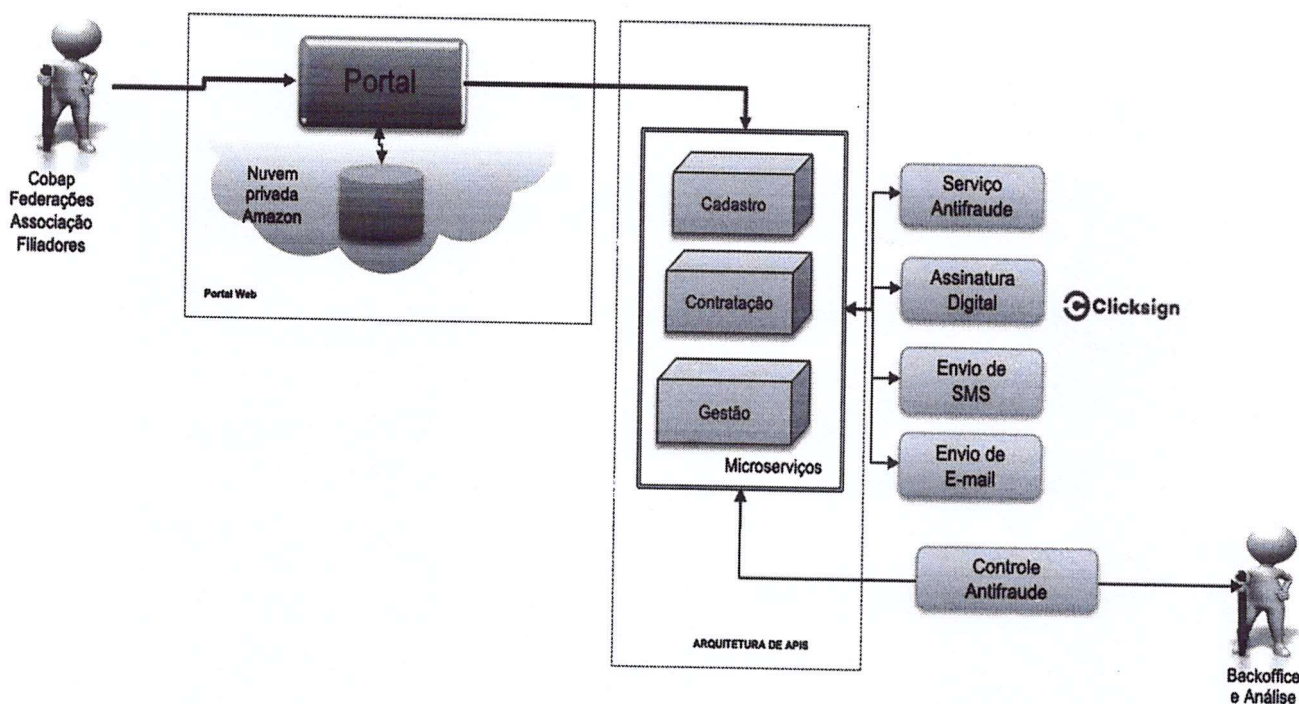 Portal
Cobap
Federações
Associação
Filiadores
Nuvem
privada
Amazon
Portal Web
Cadastro
Contratação
Gestão
Microserviços
ARQUITETURA DE APIS
Serviço
Antifraude
Assinatura
Digital
Clicksign
Envio de
SMS
Envio de
E-mail
Controle
Antifraude
Backoffice
e Análise